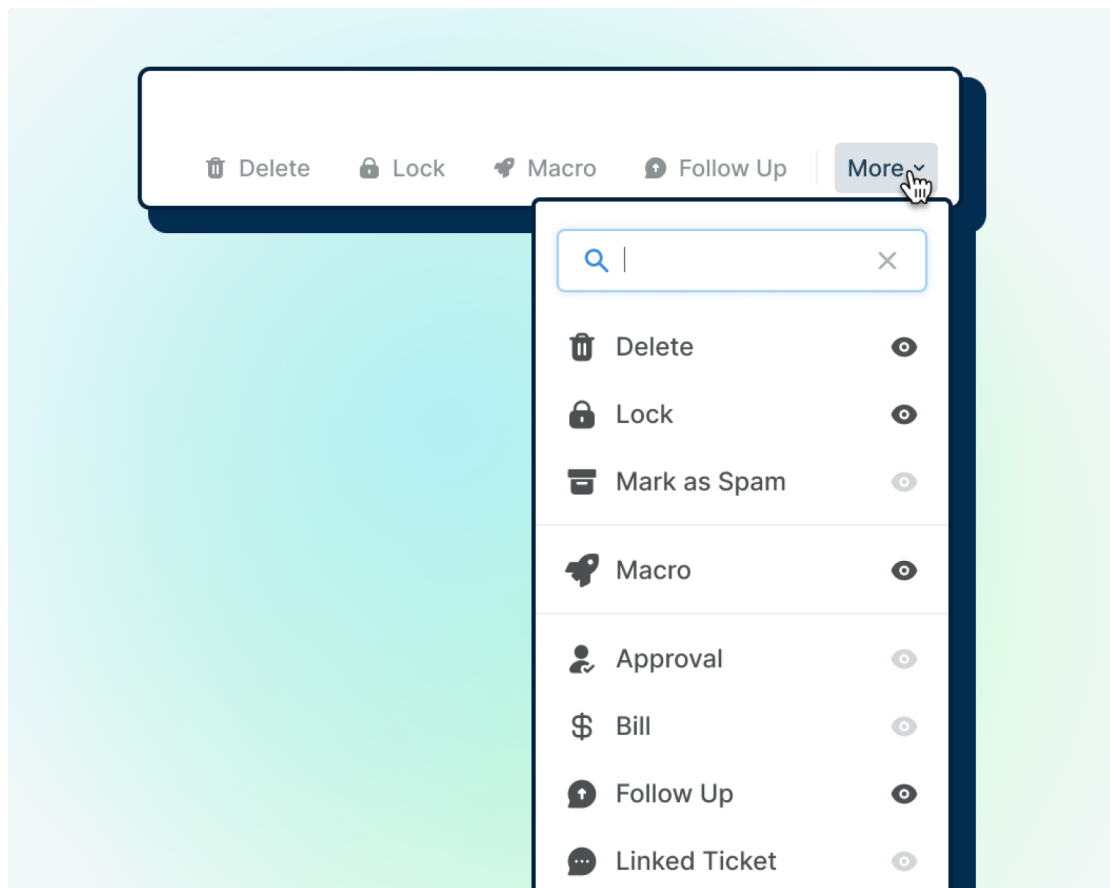 Delete Lock Macro Follow Up More
Delete
Lock
Mark as Spam
Macro
Approval
Bill
Follow Up
Linked Ticket